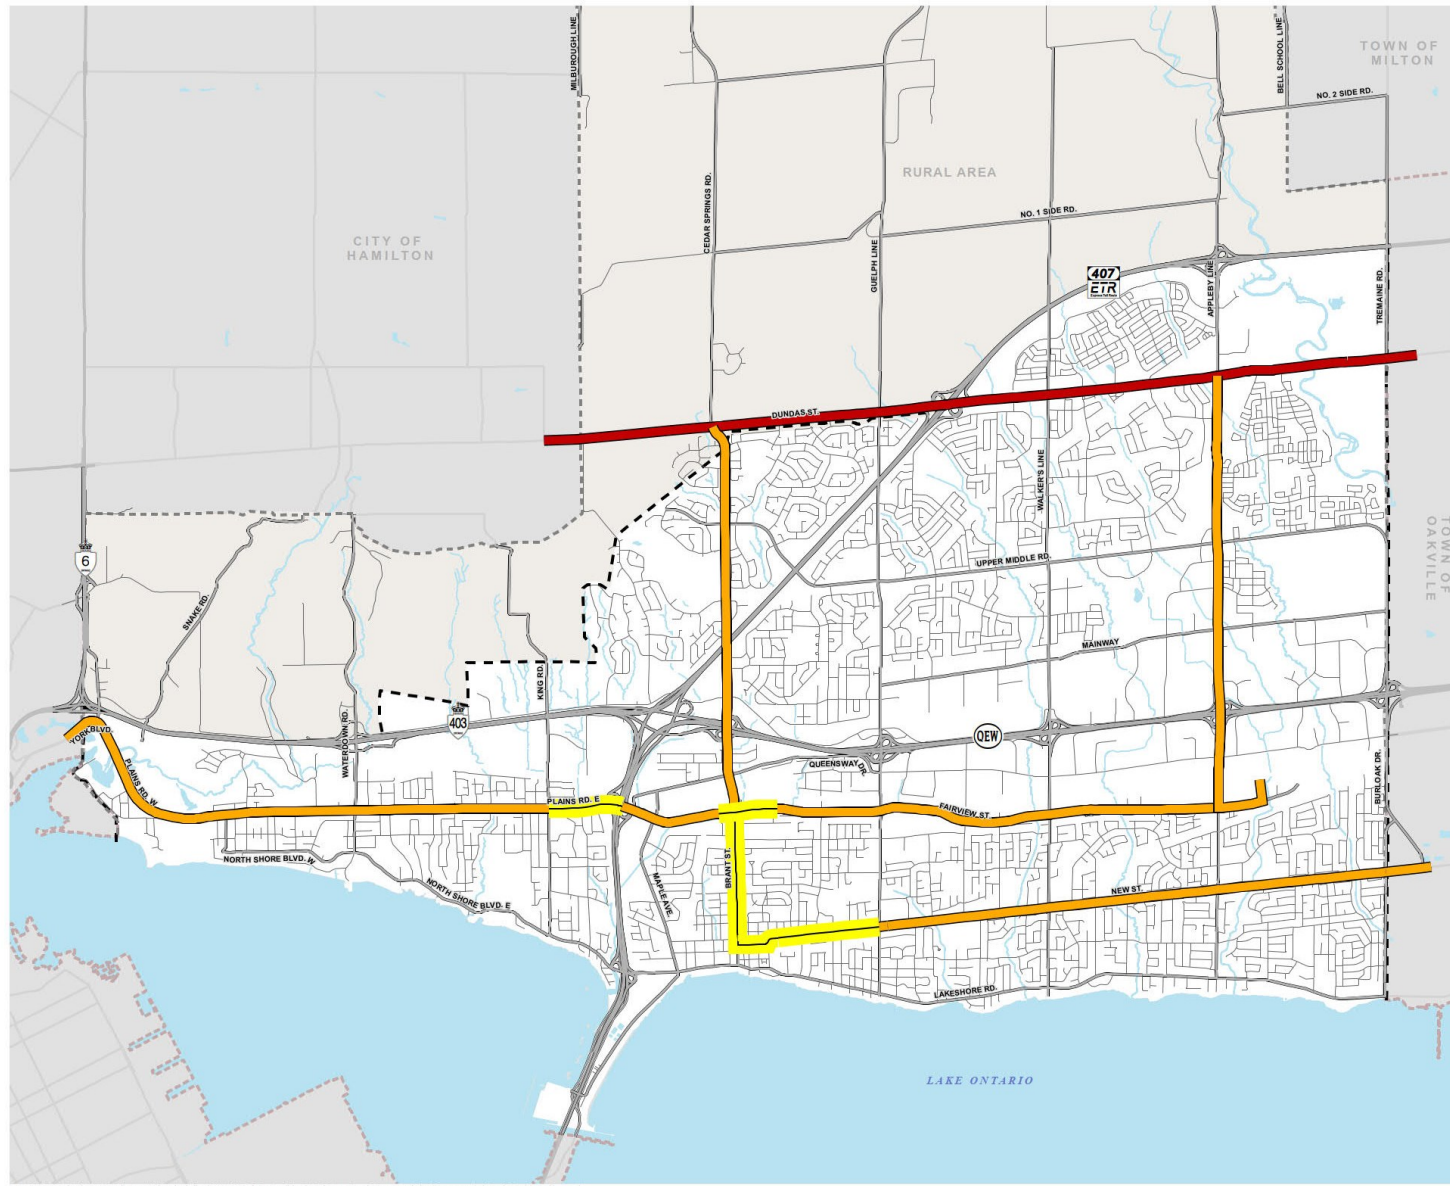 MILBOROUGH LINE
BELL SCHOOL LINE
TOWN OF
MILTON
NO. 2 SIDE RD.
RURAL AREA
CEDAR SPRINGS RD.
NO. 1 SIDE RD.
CITY OF
HAMILTON
GUELPH LINE
407
ETR
APPLEBY LINE
TREMAINE RD.
DUNDAS ST.
WALKER'S LINE
TOWN OF
OAKVILLE
6
UPPER MIDDLE RD.
SNAKE RD.
MAINWAY
KING RD.
403
WATERDOWN RD.
QEW
YORK BLVD.
QUEENSWAY DR.
PLAINS RD. W
BURLOAK DR.
PLAINS RD. E
FAIRVIEW ST.
NORTH SHORE BLVD. W
BRANT ST.
MAPLE AVE.
NORTH SHORE BLVD. E
NEW ST.
LAKESHORE RD.
LAKE ONTARIO